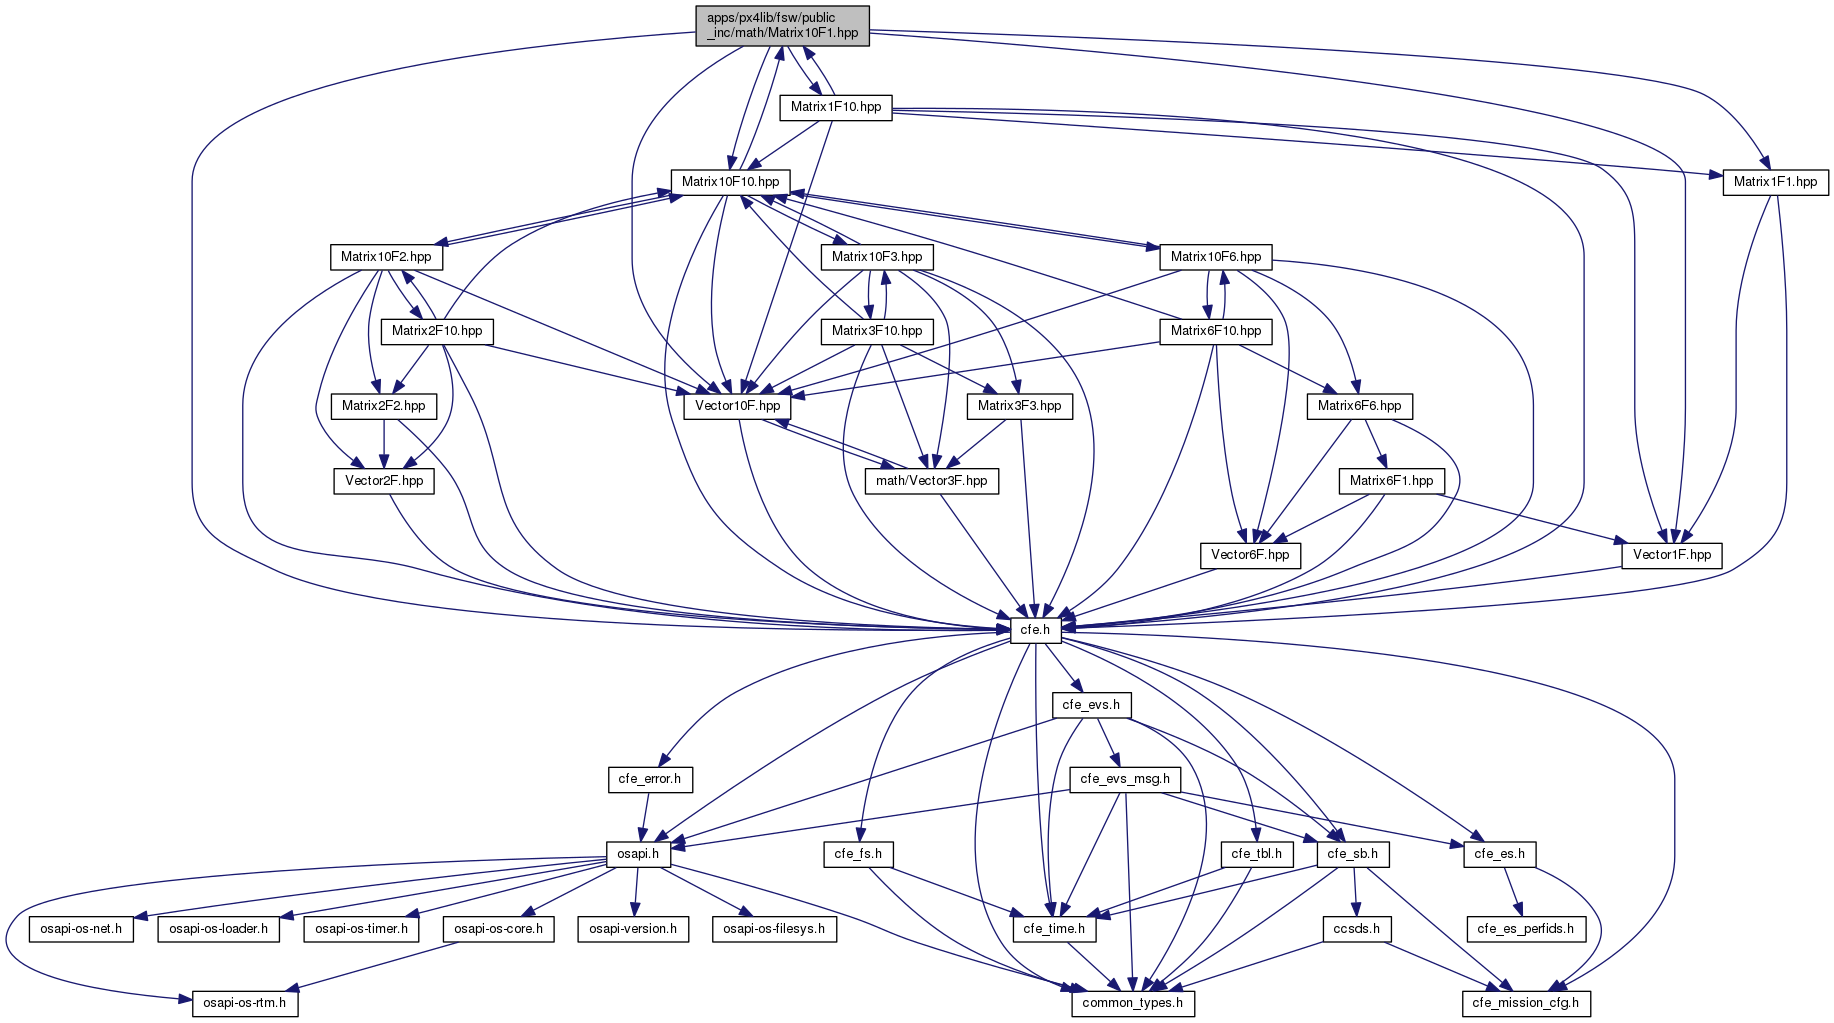 apps/px4lib/fsw/public
_inc/math/Matrix10F1.hpp
Matrix1F10.hpp
Matrix10F10.hpp
Matrix1F1.hpp
Matrix10F2.hpp
Matrix10F3.hpp
Matrix10F6.hpp
Matrix2F10.hpp
Matrix3F10.hpp
Matrix6F10.hpp
Matrix2F2.hpp
Vector10F.hpp
Matrix3F3.hpp
Matrix6F6.hpp
Vector2F.hpp
math/Vector3F.hpp
Matrix6F1.hpp
Vector6F.hpp
Vector1F.hpp
cfe.h
cfe_evs.h
cfe_error.h
cfe_evs_msg.h
osapi.h
cfe_fs.h
cfe_tbl.h
cfe_sb.h
cfe_es.h
osapi-os-net.h
osapi-os-loader.h
osapi-os-timer.h
osapi-os-core.h
osapi-version.h
osapi-os-filesys.h
cfe_time.h
ccsds.h
cfe_es_perfids.h
osapi-os-rtm.h
common_types.h
cfe_mission_cfg.h